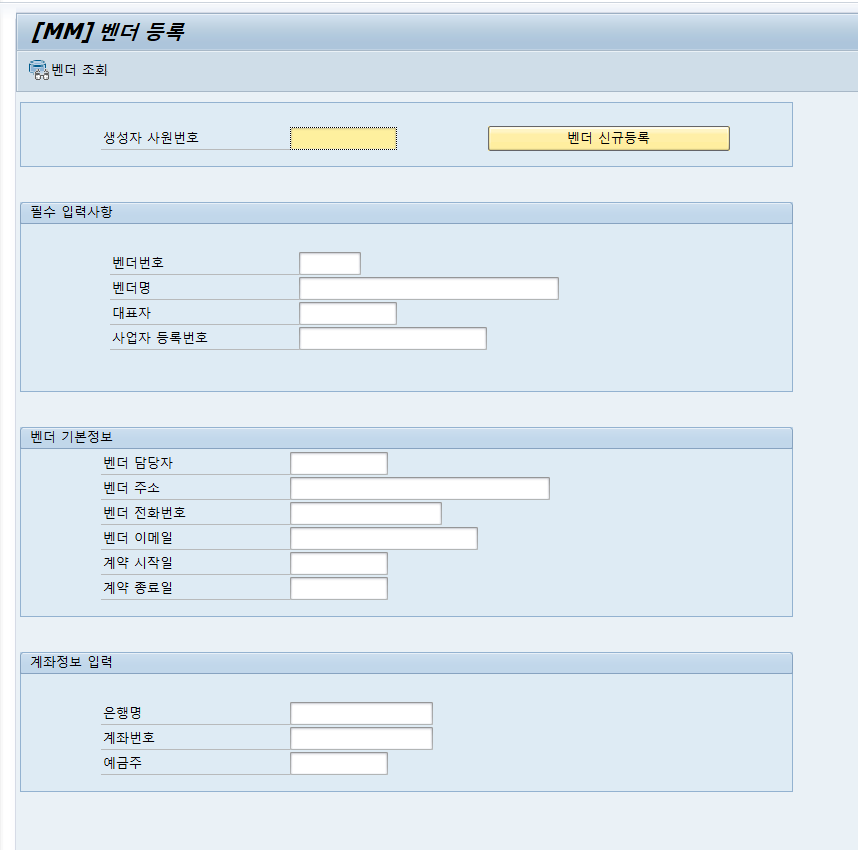 [MM] 벤더 등록
벤더 조회
생성자 사원번호 벤더 신규등록
필수 입력사항
벤더번호
벤더명
대표자
사업자 등록번호
벤더 기본정보
벤더 담당자
벤더 주소
벤더 전화번호
벤더 이메일
계약 시작일
계약 종료일
계좌정보 입력
은행명
계좌번호
예금주